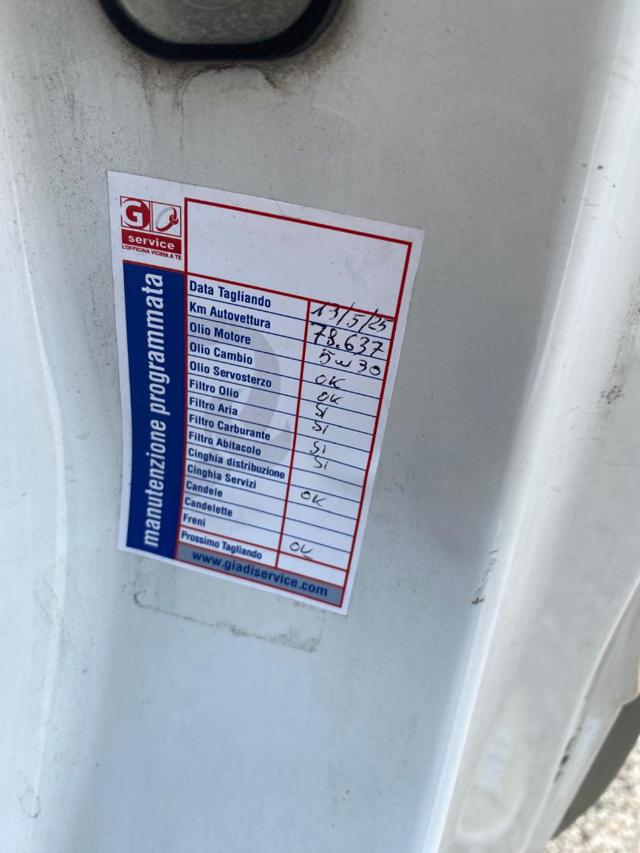 G
service
L'OFFICINA VICINA A TE
manutenzione programmata
Data Tagliando 13/5/25
Km Autovettura 78.637
Olio Motore 5w30
Olio Cambio OK
Olio Servosterzo OK
Filtro Olio Si
Filtro Aria Si
Filtro Carburante Si
Filtro Abitacolo Si
Cinghia distribuzione
Cinghia Servizi OK
Candele
Candelette
Freni OK
Prossimo Tagliando
www.giadiservice.com